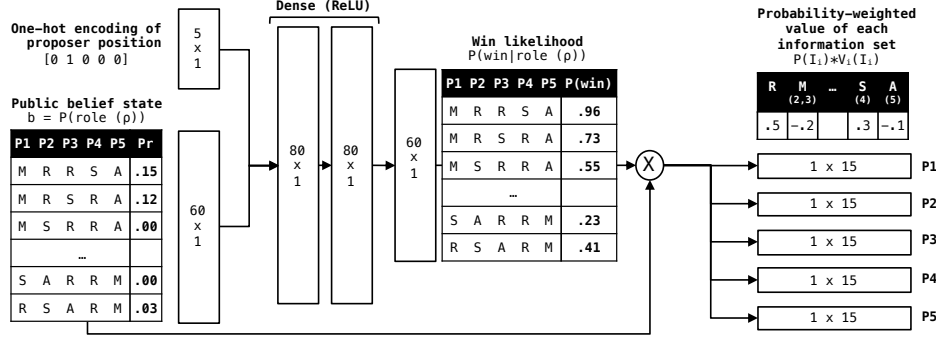 One-hot encoding of
proposer position
[0 1 0 0 0]
Public belief state
b = P(role (ρ))
P1 P2 P3 P4 P5 Pr
M R R S A .15
M R S R A .12
M S R R A .00
…
S A R R M .00
R S A R M .03
5
x
1
60
x
1
Dense (ReLU)
80
x
1
80
x
1
60
x
1
Win likelihood
P(win|role (ρ))
P1 P2 P3 P4 P5 P(win)
M R R S A .96
M R S R A .73
M S R R A .55
…
S A R R M .23
R S A R M .41
X
Probability-weighted
value of each
information set
P(Iᵢ)*Vᵢ(Iᵢ)
R M … S A
(2,3) (4) (5)
.5 -.2 .3 -.1
1 x 15 P1
1 x 15 P2
1 x 15 P3
1 x 15 P4
1 x 15 P5